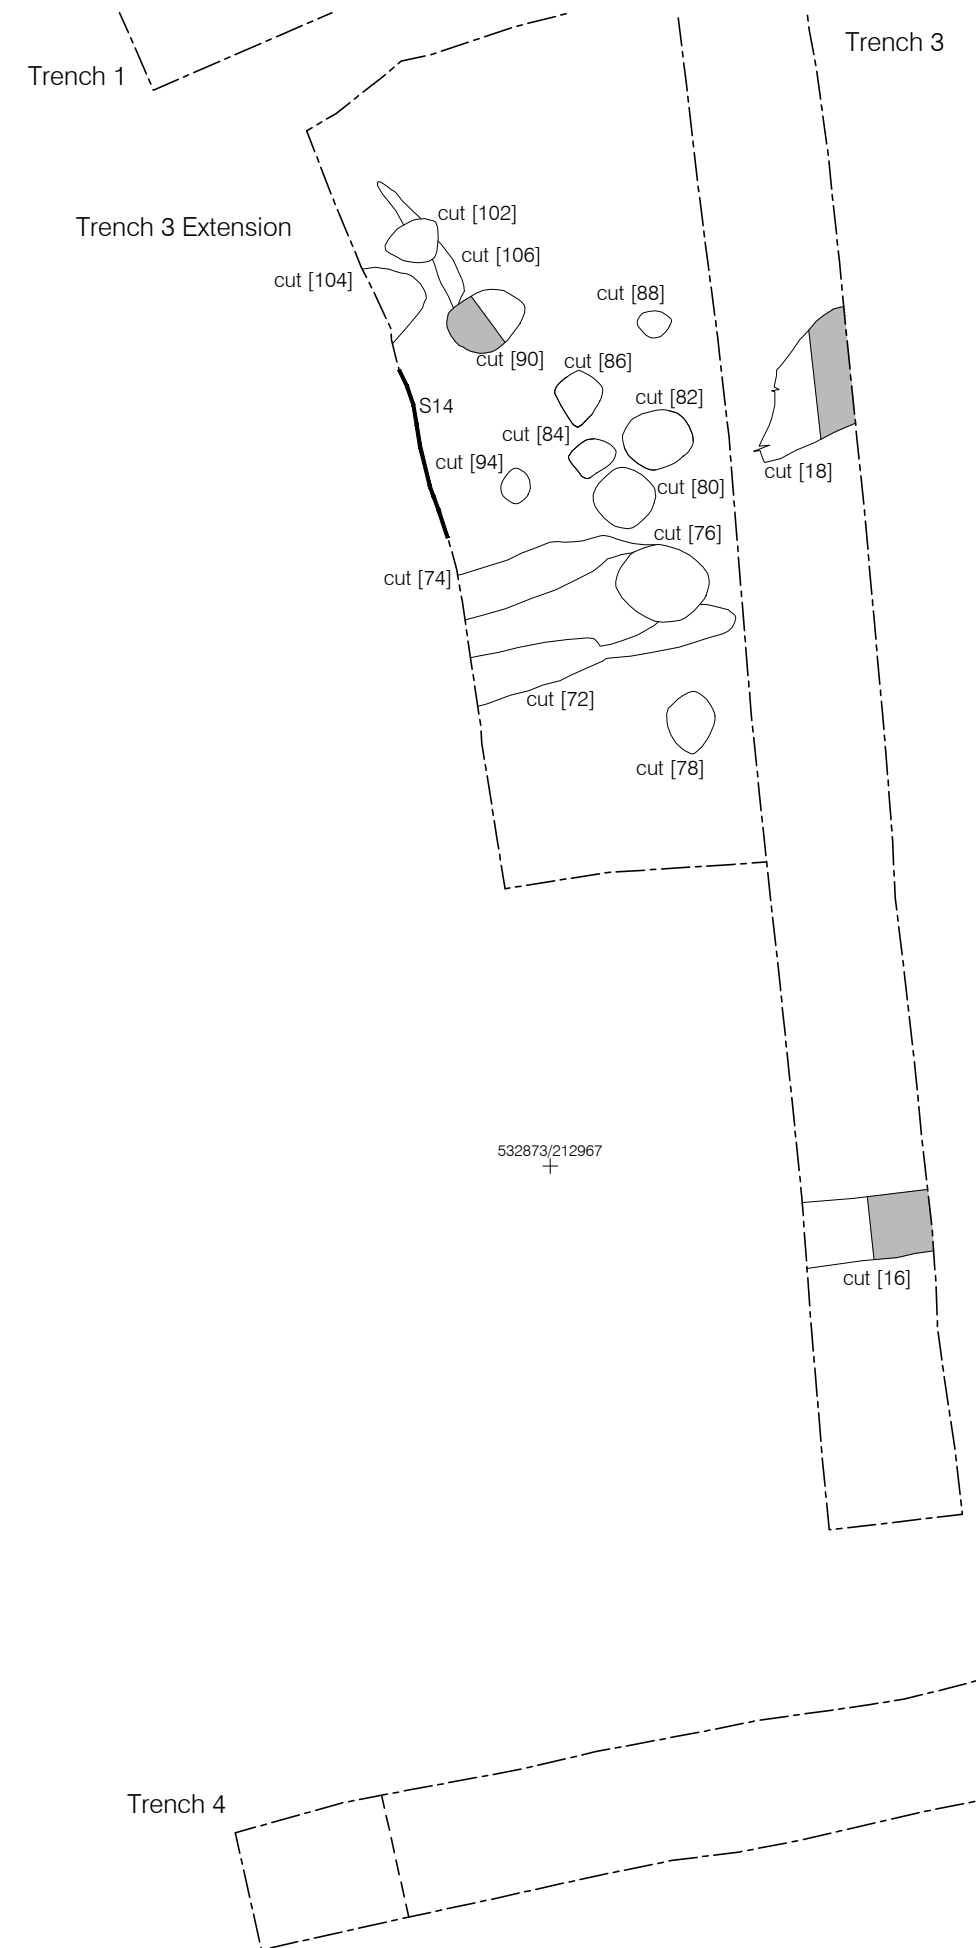 Trench 3
Trench 1
cut [102]
Trench 3 Extension
cut [106]
cut [104]
cut [88]
cut [90]
cut [86]
cut [82]
S14
cut [84]
cut [94]
cut [18]
cut [80]
cut [76]
cut [74]
cut [72]
cut [78]
532873/212967
cut [16]
Trench 4